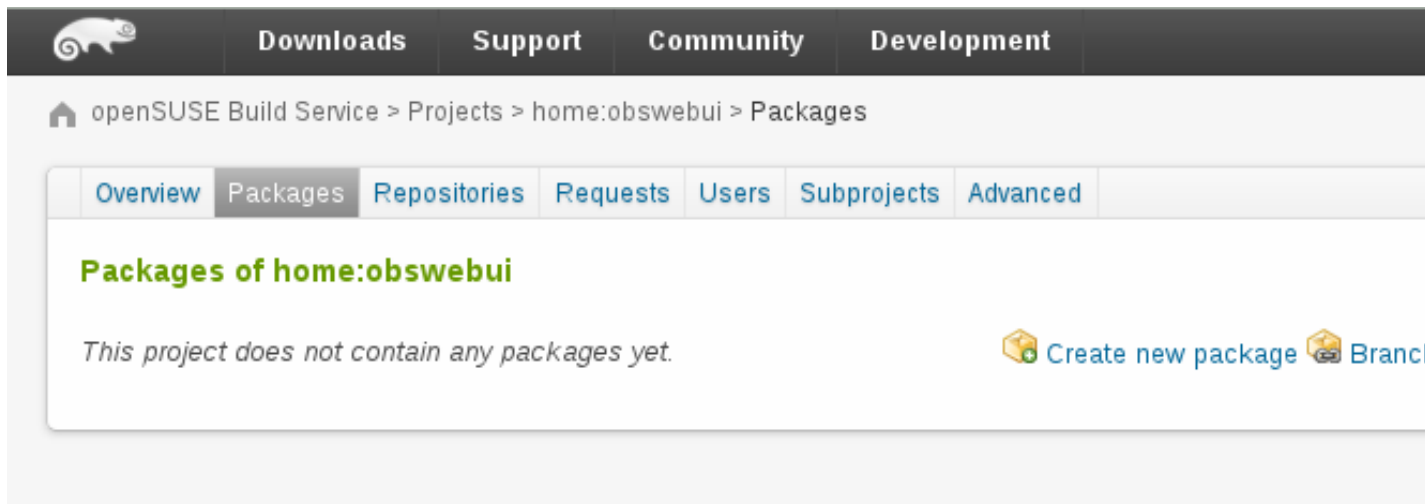 Downloads Support Community Development
openSUSE Build Service > Projects > home:obswebui > Packages
Overview Packages Repositories Requests Users Subprojects Advanced
Packages of home:obswebui
This project does not contain any packages yet. Create new package